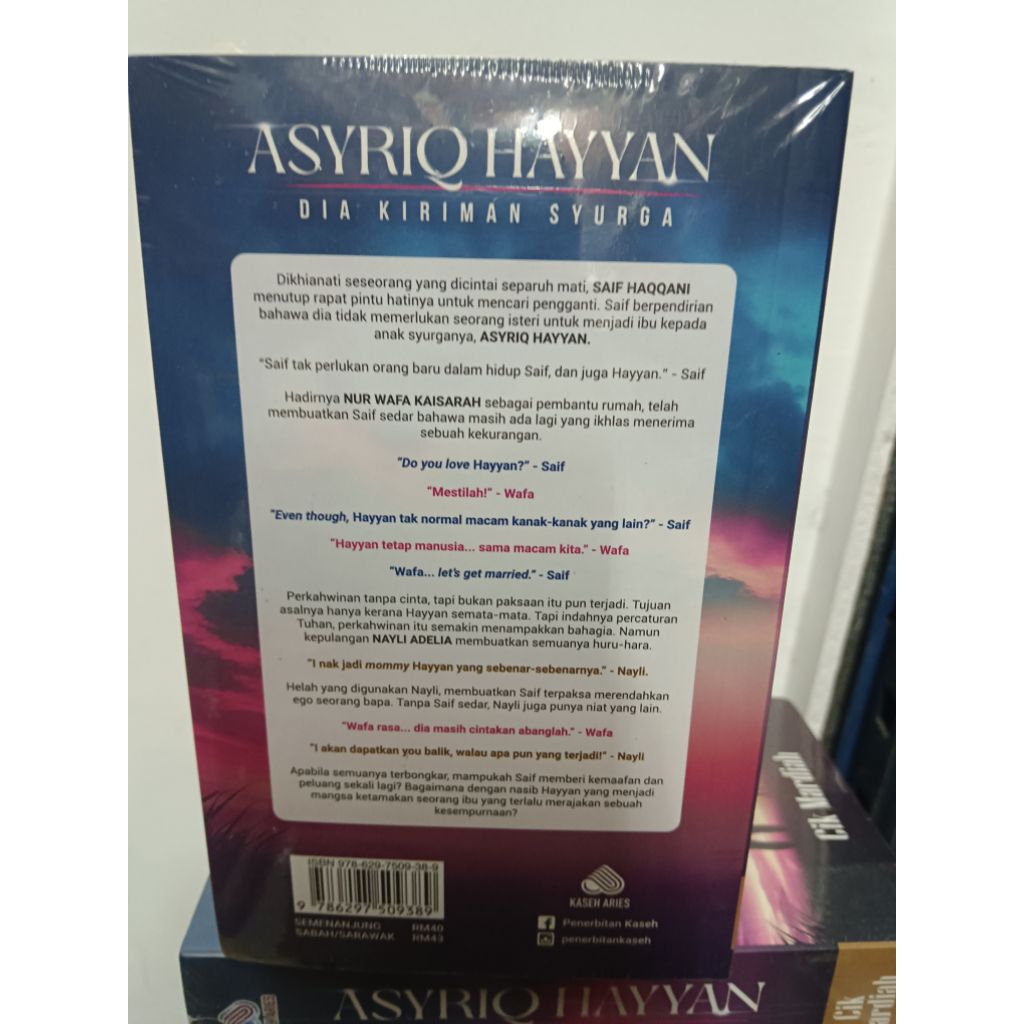 ASYRIQ HAYYAN
DIA KIRIMAN SYURGA
Dikhianati seseorang yang dicintai separuh mati, SAIF HAQQANI
menutup rapat pintu hatinya untuk mencari pengganti. Saif berpendirian
bahawa dia tidak memerlukan seorang isteri untuk menjadi ibu kepada
anak syurganya, ASYRIQ HAYYAN.
"Saif tak perlukan orang baru dalam hidup Saif, dan juga Hayyan." - Saif
Hadirnya NUR WAFA KAISARAH sebagai pembantu rumah, telah
membuatkan Saif sedar bahawa masih ada lagi yang ikhlas menerima
sebuah kekurangan.
"Do you love Hayyan?" - Saif
"Mestilah!" - Wafa
"Even though, Hayyan tak normal macam kanak-kanak yang lain?" - Saif
"Hayyan tetap manusia... sama macam kita." - Wafa
"Wafa... let's get married." - Saif
Perkahwinan tanpa cinta, tapi bukan paksaan itu pun terjadi. Tujuan
asalnya hanya kerana Hayyan semata-mata. Tapi indahnya percaturan
Tuhan, perkahwinan itu semakin menampakkan bahagia. Namun
kepulangan NAYLI ADELIA membuatkan semuanya huru-hara.
"I nak jadi mommy Hayyan yang sebenar-sebenarnya." - Nayli.
Helah yang digunakan Nayli, membuatkan Saif terpaksa merendahkan
ego seorang bapa. Tanpa Saif sedar, Nayli juga punya niat yang lain.
"Wafa rasa... dia masih cintakan abanglah." - Wafa
"I akan dapatkan you balik, walau apa pun yang terjadi!" - Nayli
Apabila semuanya terbongkar, mampukah Saif memberi kemaafan dan
peluang sekali lagi? Bagaimana dengan nasib Hayyan yang menjadi
mangsa ketamakan seorang ibu yang terlalu merajakan sebuah
kesempurnaan?
ISBN 978-629-7509-38-9
9 786297 509389
SEMENANJUNG RM40
SABAH/SARAWAK RM43
KASEH ARIES
Penerbitan Kaseh
penerbitankaseh
Cik Mardiah
ASYRIQ HAYYAN
Cik
ardiah
ARIES